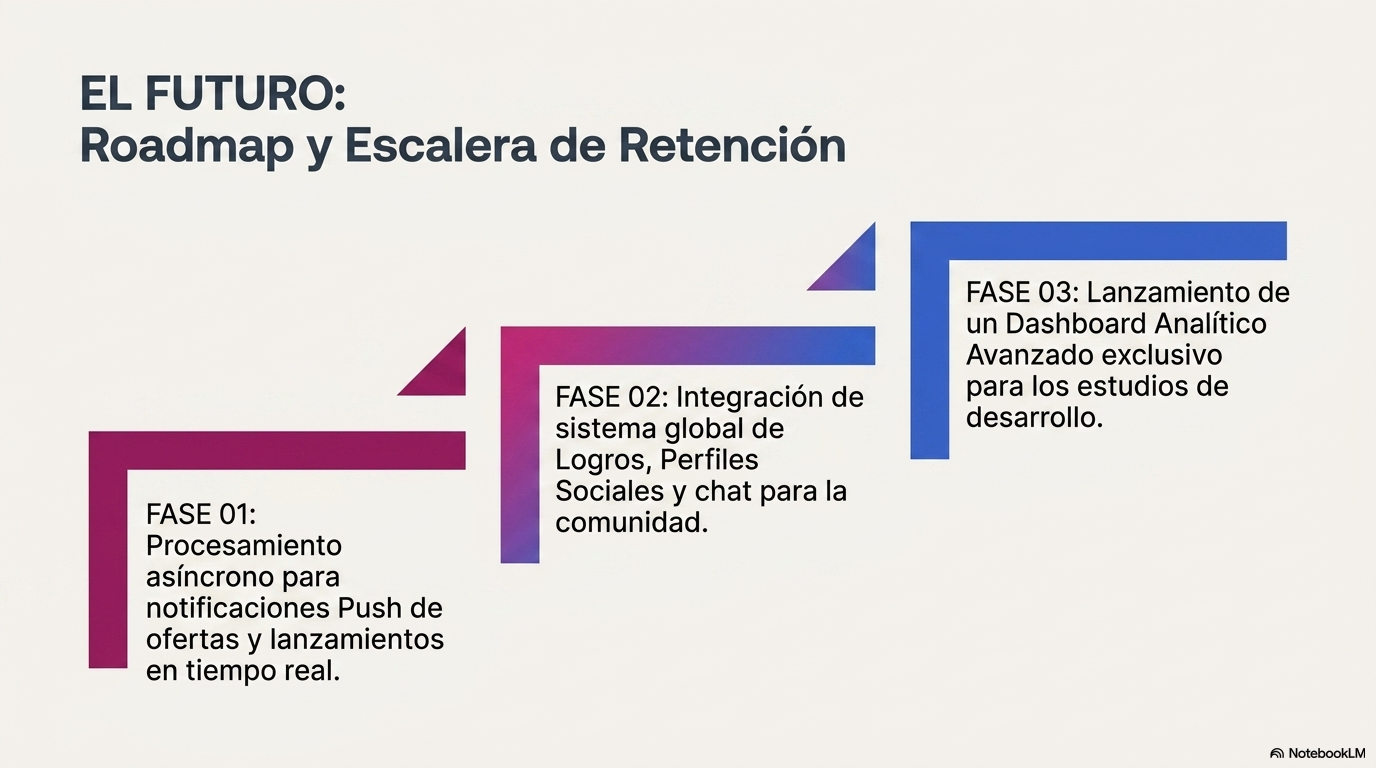 EL FUTURO:
Roadmap y Escalera de Retención
FASE 01:
Procesamiento
asíncrono para
notificaciones Push de
ofertas y lanzamientos
en tiempo real.
FASE 02: Integración de
sistema global de
Logros, Perfiles
Sociales y chat para la
comunidad.
FASE 03: Lanzamiento de
un Dashboard Analítico
Avanzado exclusivo
para los estudios de
desarrollo.
NotebookLM